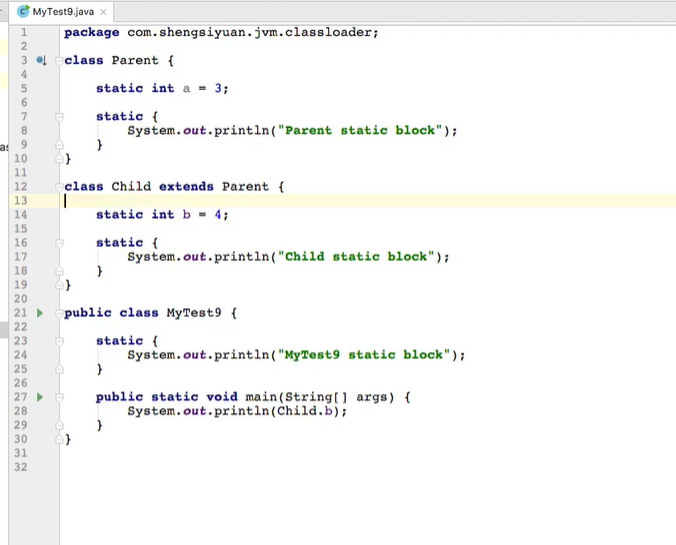 MyTest9.java
1 package com.shengsiyuan.jvm.classloader;
2
3 class Parent {
4
5 static int a = 3;
6
7 static {
8 System.out.println("Parent static block");
9 }
10 }
11
12 class Child extends Parent {
13
14 static int b = 4;
15
16 static {
17 System.out.println("Child static block");
18 }
19 }
20
21 public class MyTest9 {
22
23 static {
24 System.out.println("MyTest9 static block");
25 }
26
27 public static void main(String[] args) {
28 System.out.println(Child.b);
29 }
30 }
31
32